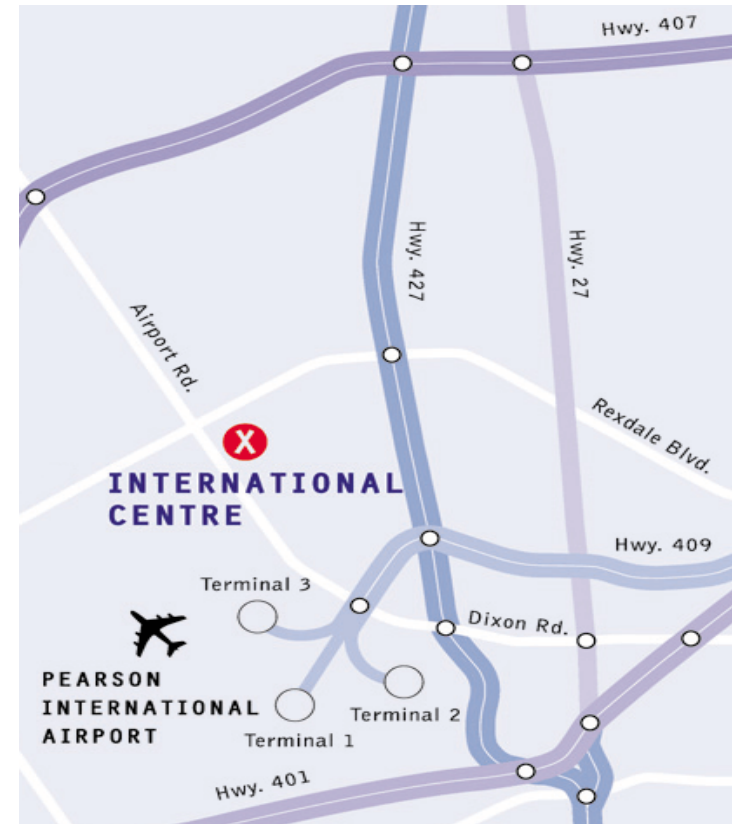 Hwy. 407
Hwy. 427
Hwy. 27
Airport Rd.
Rexdale Blvd.
X
INTERNATIONAL
CENTRE
Hwy. 409
Terminal 3
Dixon Rd.
PEARSON
INTERNATIONAL
AIRPORT
Terminal 2
Terminal 1
Hwy. 401